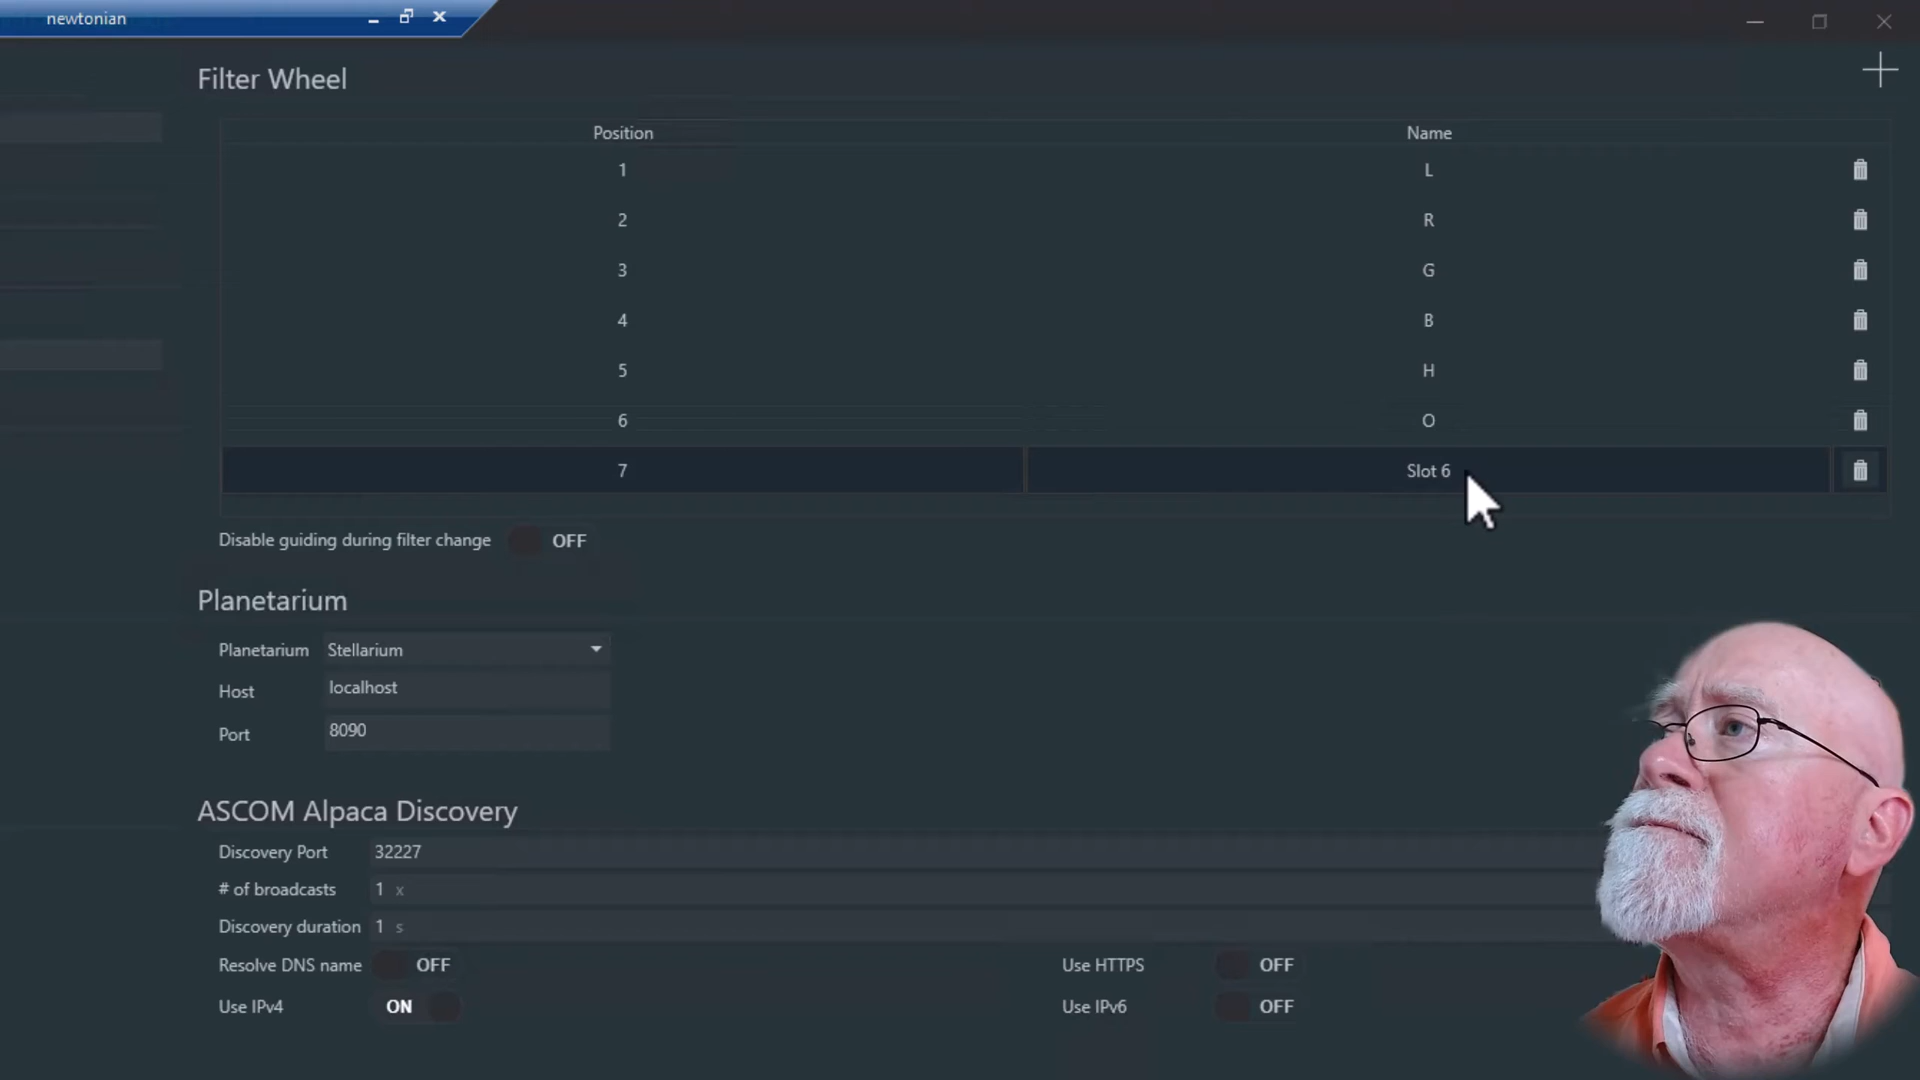 newtonian
Filter Wheel
Position Name
1 L
2 R
3 G
4 B
5 H
6 O
7 Slot 6
Disable guiding during filter change OFF
Planetarium
Planetarium Stellarium
Host localhost
Port 8090
ASCOM Alpaca Discovery
Discovery Port 32227
# of broadcasts 1 x
Discovery duration 1 s
Resolve DNS name OFF Use HTTPS OFF
Use IPv4 ON Use IPv6 OFF